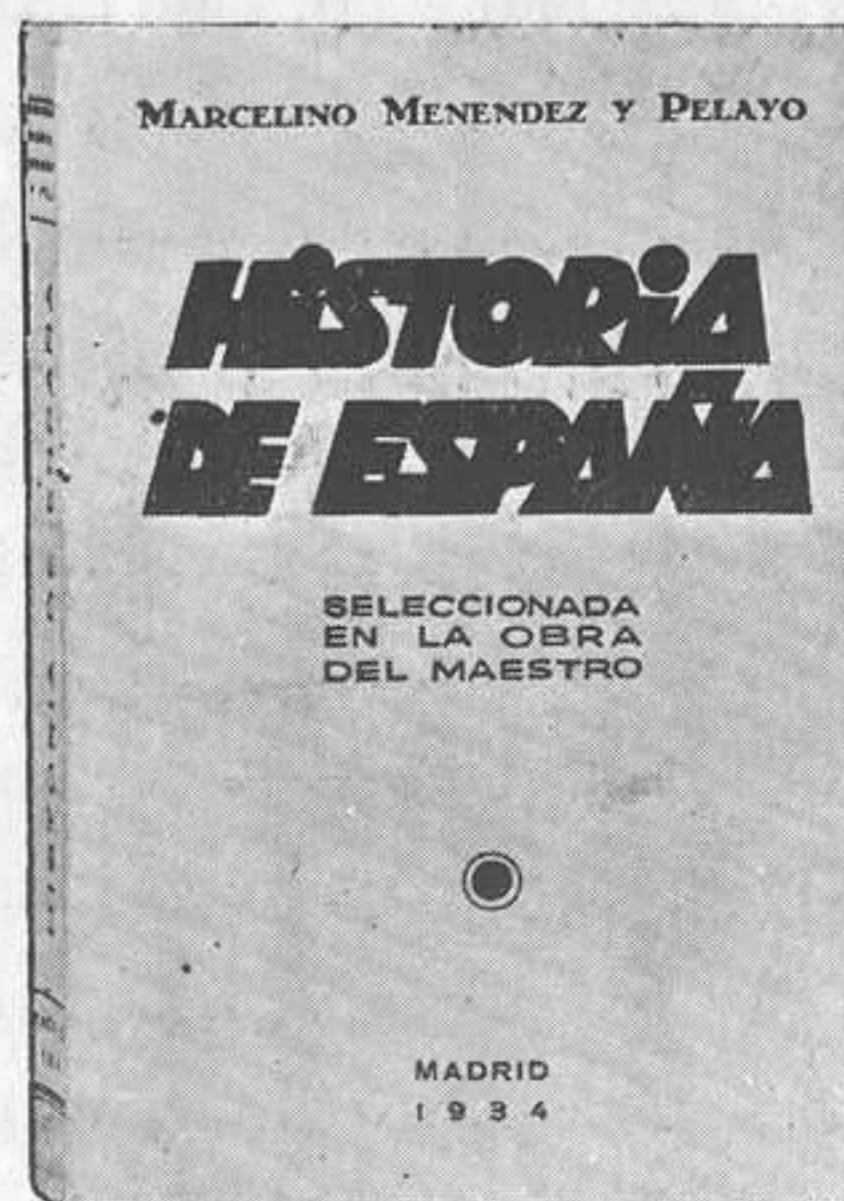 MARCELINO MENENDEZ Y PELAYO
HiSTORiA
DE ESPAÑA
SELECCIONADA
EN LA OBRA
DEL MAESTRO
MADRID
1934